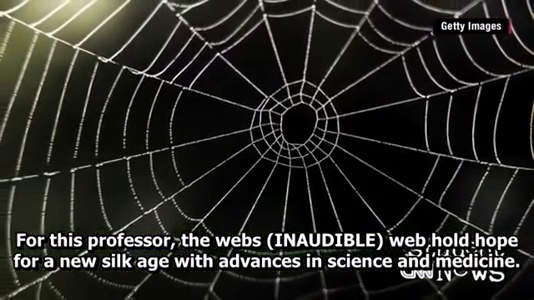 Getty Images
For this professor, the webs (INAUDIBLE) web hold hope
for a new silk age with advances in science and medicine.
NEWS